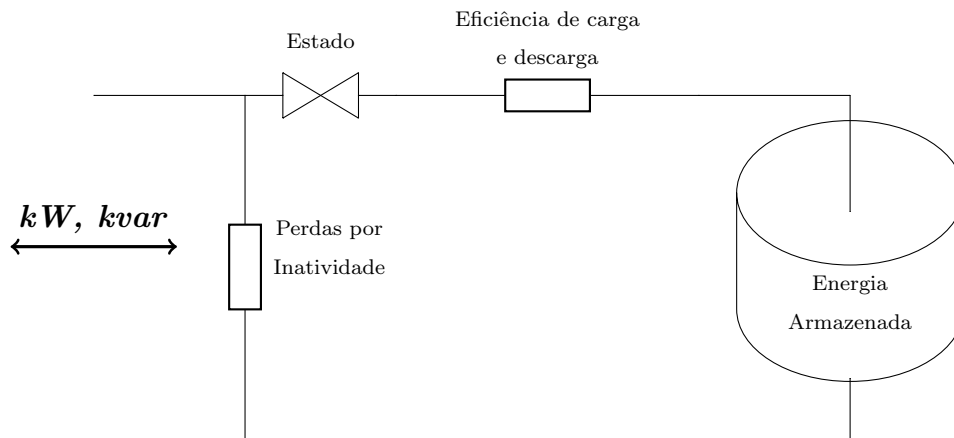 Eficiência de carga
e descarga
Estado
kW, kvar
Perdas por
Inatividade
Energia
Armazenada